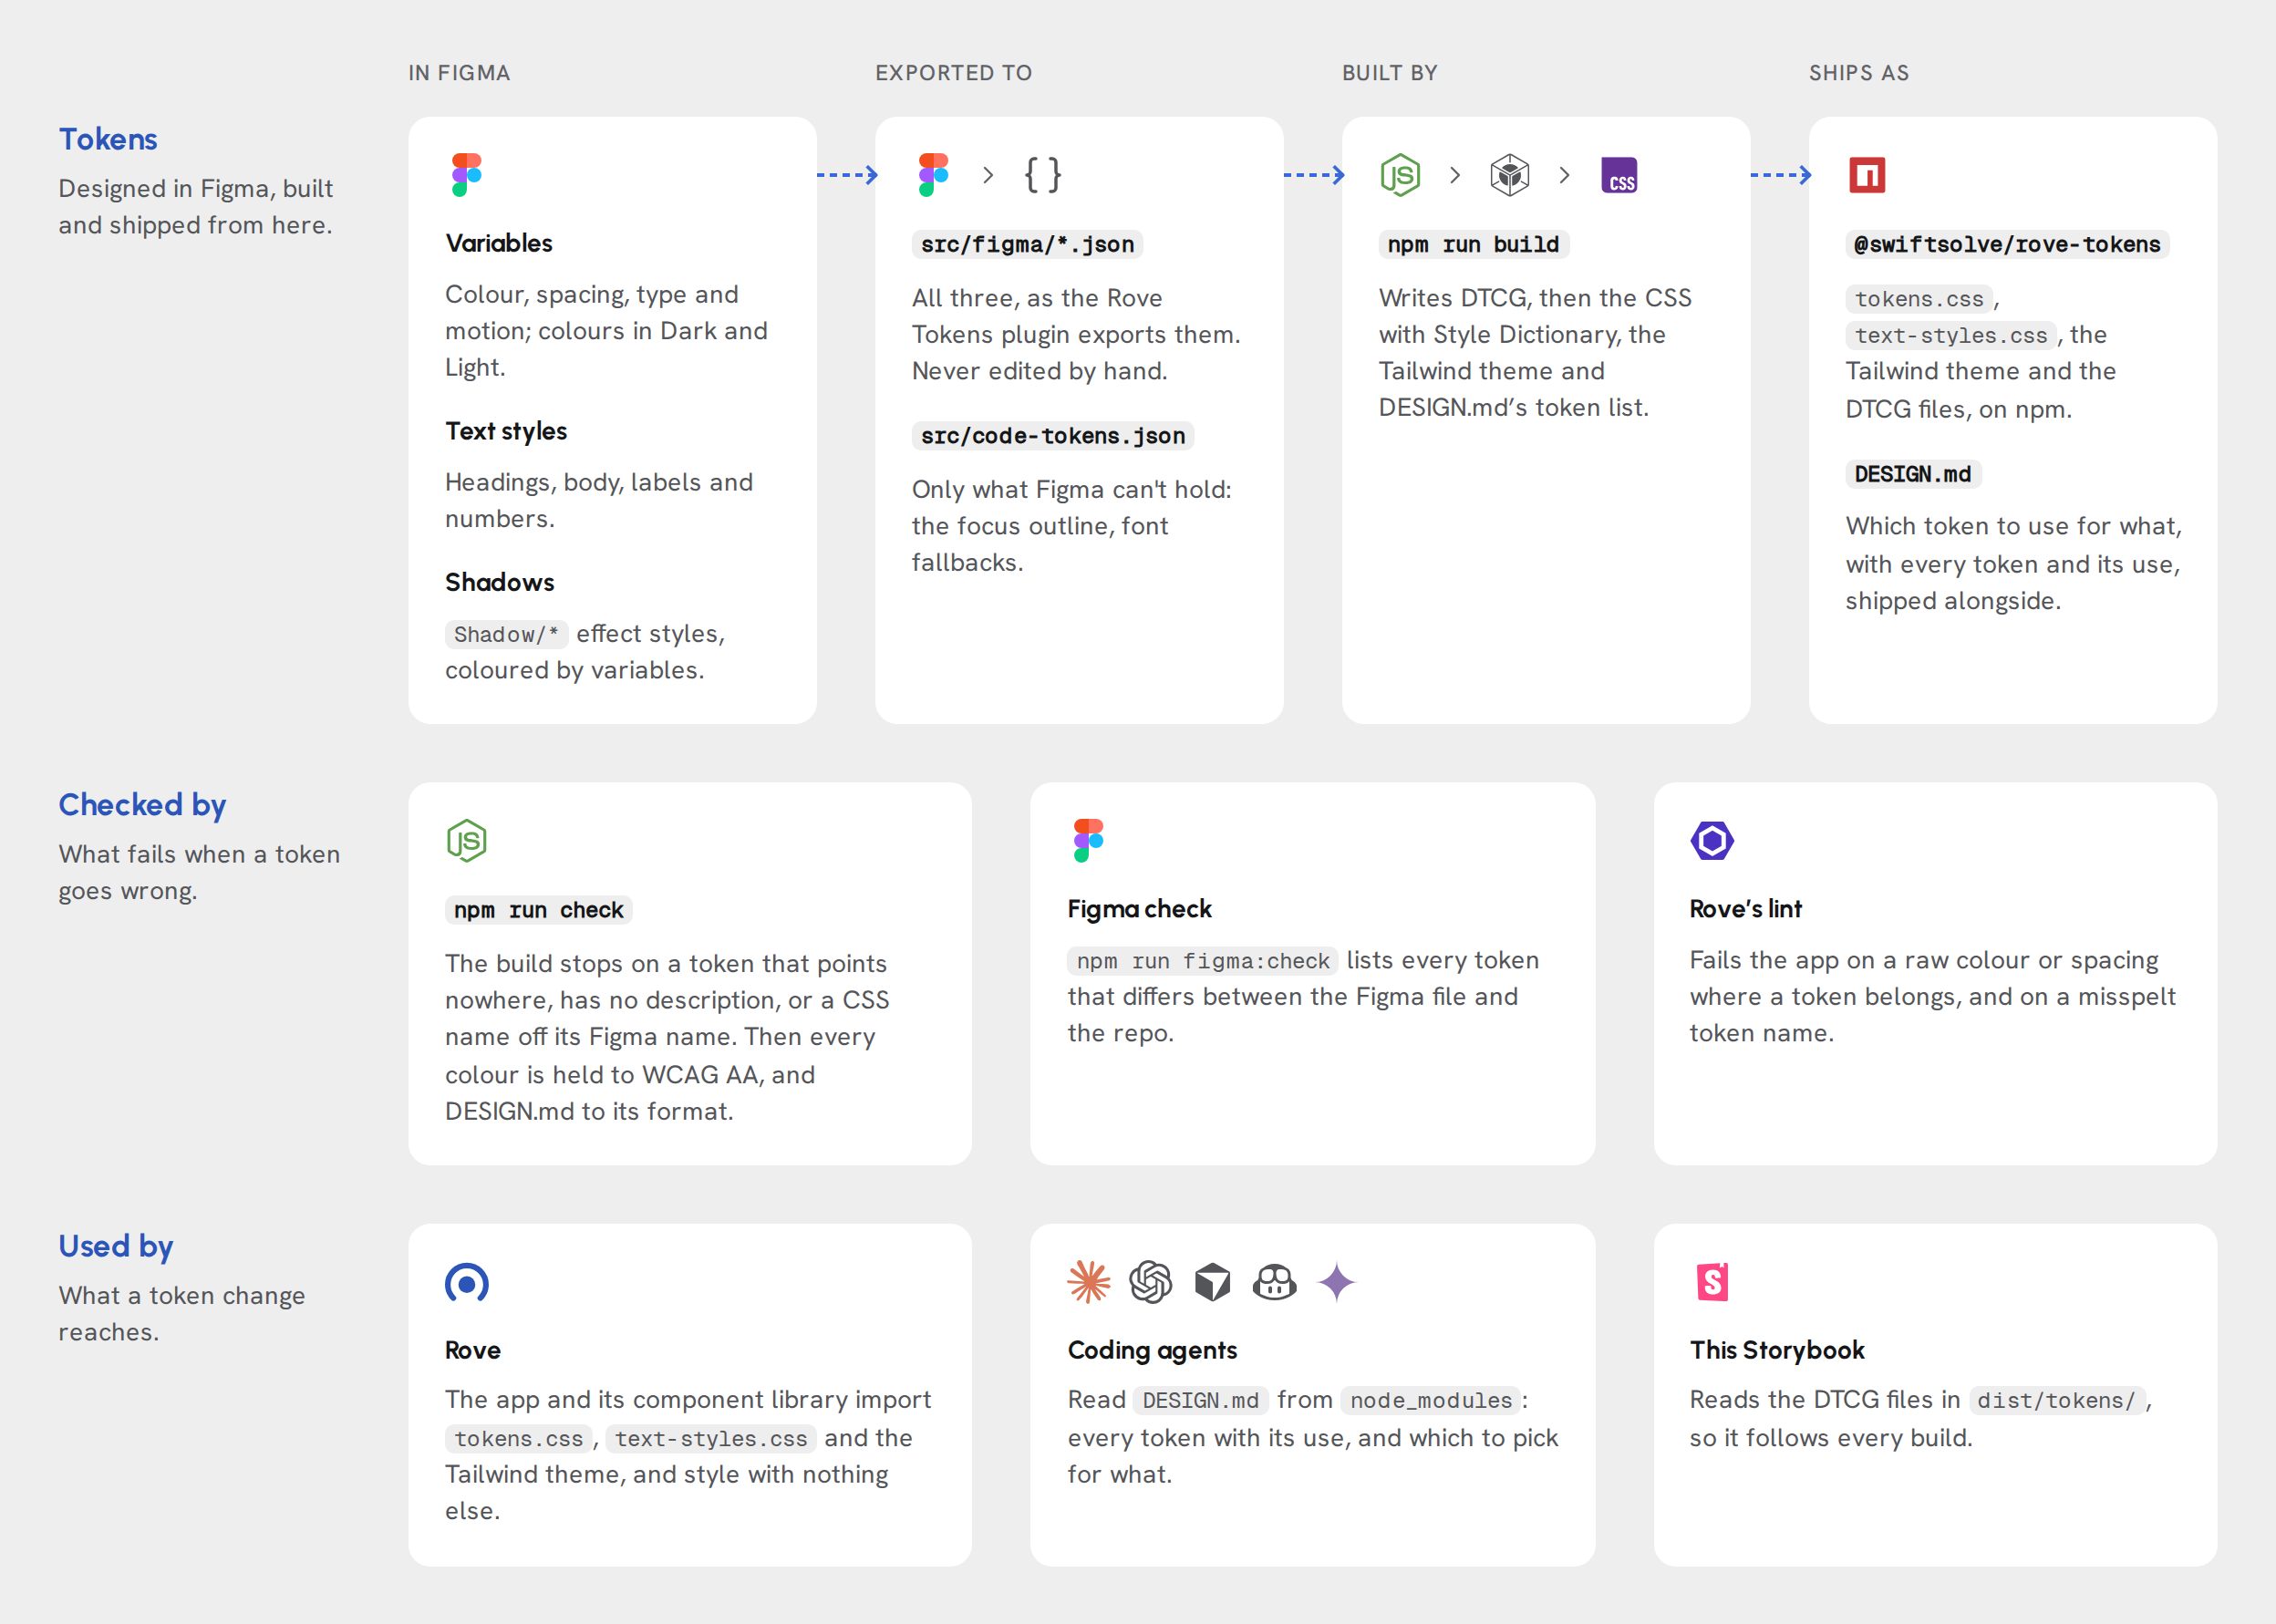 IN FIGMA
EXPORTED TO
BUILT BY
SHIPS AS
Tokens
Designed in Figma, built
and shipped from here.
Variables
Colour, spacing, type and
motion; colours in Dark and
Light.
Text styles
Headings, body, labels and
numbers.
Shadows
Shadow/* effect styles,
coloured by variables.
src/figma/*.json
All three, as the Rove
Tokens plugin exports them.
Never edited by hand.
src/code-tokens.json
Only what Figma can't hold:
the focus outline, font
fallbacks.
JS
CSS
npm run build
Writes DTCG, then the CSS
with Style Dictionary, the
Tailwind theme and
DESIGN.md’s token list.
@swiftsolve/rove-tokens
tokens.css,
text-styles.css, the
Tailwind theme and the
DTCG files, on npm.
DESIGN.md
Which token to use for what,
with every token and its use,
shipped alongside.
Checked by
What fails when a token
goes wrong.
JS
npm run check
The build stops on a token that points
nowhere, has no description, or a CSS
name off its Figma name. Then every
colour is held to WCAG AA, and
DESIGN.md to its format.
Figma check
npm run figma:check lists every token
that differs between the Figma file and
the repo.
Rove’s lint
Fails the app on a raw colour or spacing
where a token belongs, and on a misspelt
token name.
Used by
What a token change
reaches.
Rove
The app and its component library import
tokens.css, text-styles.css and the
Tailwind theme, and style with nothing
else.
Coding agents
Read DESIGN.md from node_modules:
every token with its use, and which to pick
for what.
S
This Storybook
Reads the DTCG files in dist/tokens/,
so it follows every build.